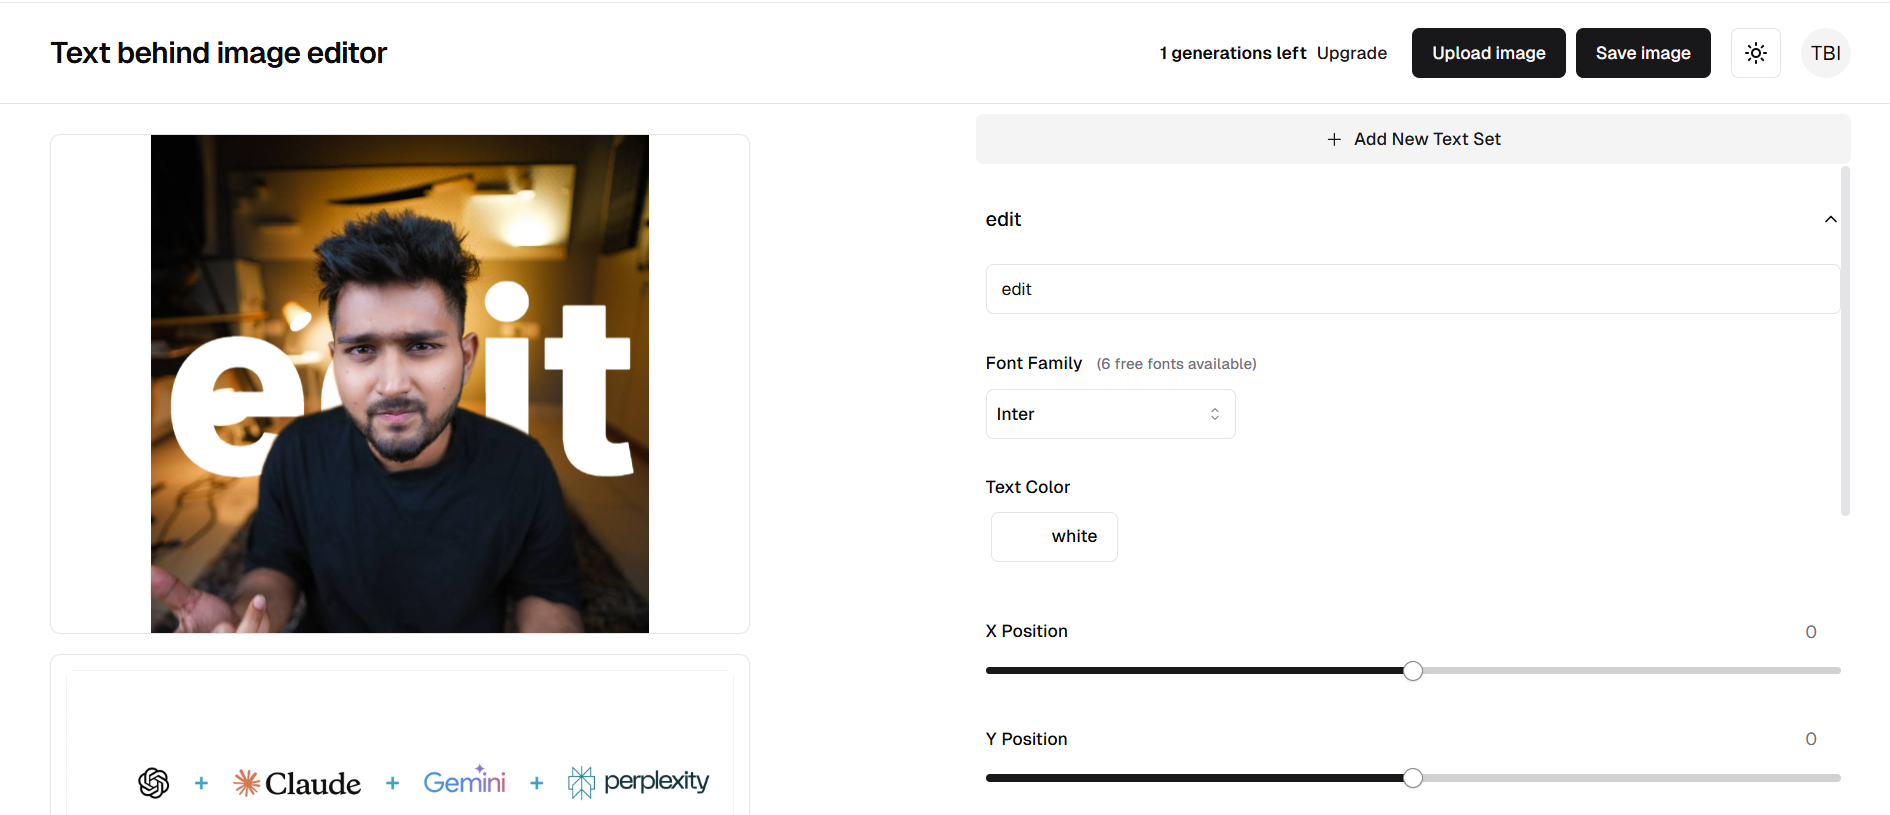 Text behind image editor
1 generations left Upgrade
Upload image
Save image
TBI
+ Add New Text Set
edit
edit
Font Family (6 free fonts available)
Inter
Text Color
white
X Position 0
Y Position 0
edit
+ Claude + Gemini + perplexity